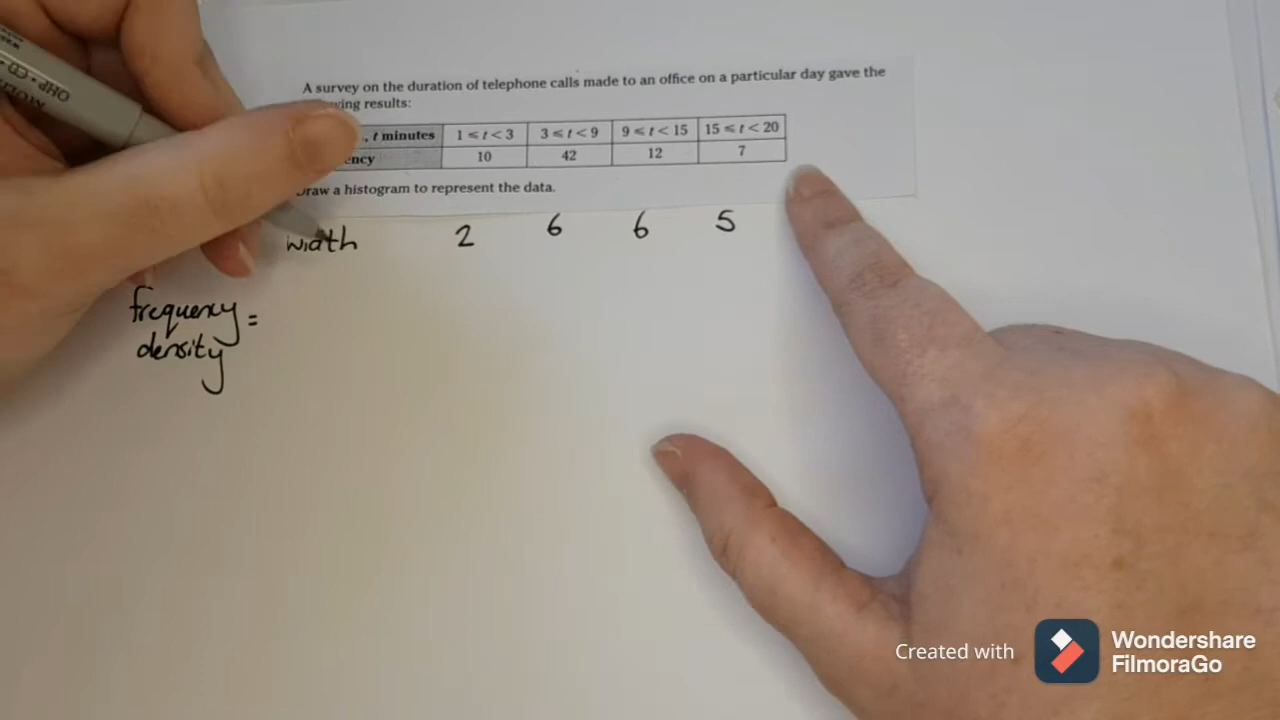 A survey on the duration of telephone calls made to an office on a particular day gave the
results:
, t minutes 1 ⩽ t < 3 3 ⩽ t < 9 9 ⩽ t < 15 15 ⩽ t < 20
ency 10 42 12 7
Draw a histogram to represent the data.
width 2 6 6 5
frequency =
density
Created with Wondershare
FilmoraGo